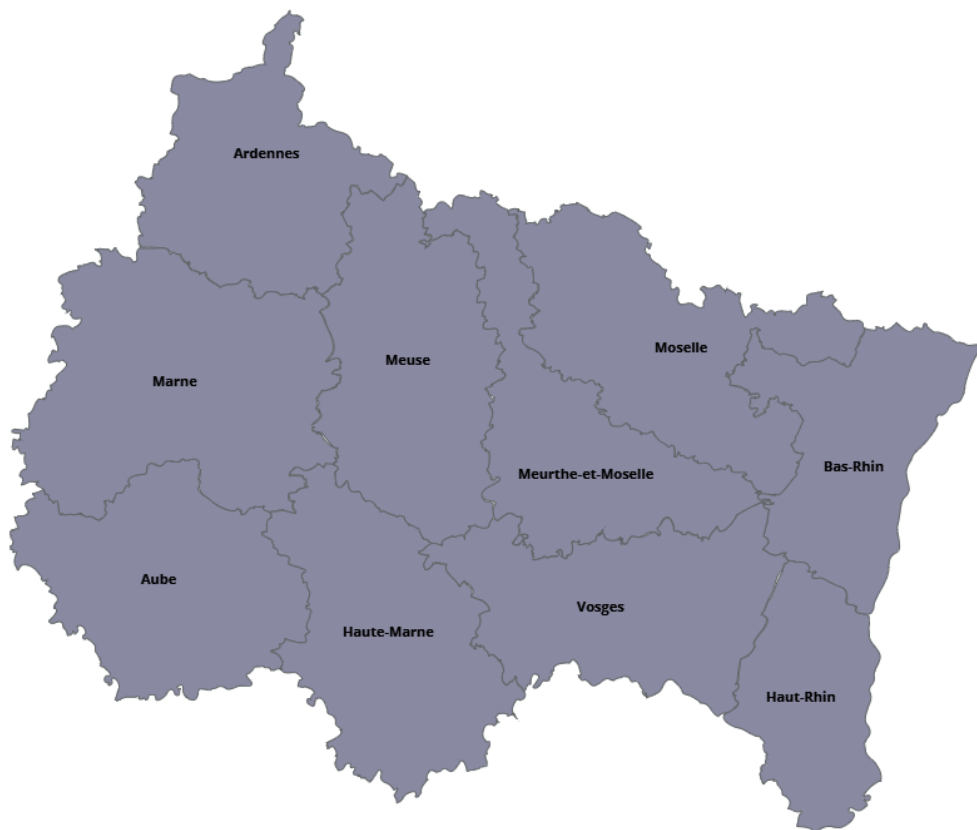 Ardennes
Moselle
Meuse
Marne
Bas-Rhin
Meurthe-et-Moselle
Aube
Vosges
Haute-Marne
Haut-Rhin